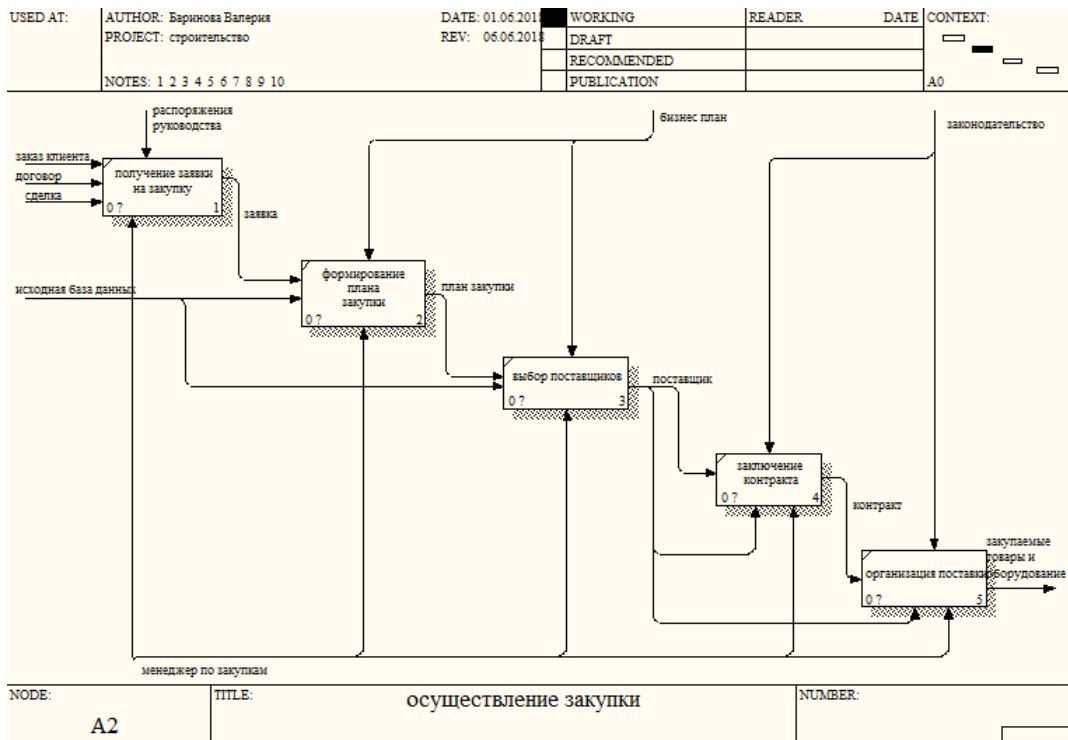 USED AT:
AUTHOR: Баринова Валерия
DATE: 01.06.2018
WORKING
READER
DATE
CONTEXT:
PROJECT: строительство
REV: 06.06.2018
DRAFT
RECOMMENDED
NOTES: 1 2 3 4 5 6 7 8 9 10
PUBLICATION
A0
распоряжения
руководства
бизнес план
законодательство
заказ клиента
договор
сделка
получение заявки
на закупку
0 ?
1
заявка
исходная база данных
формирование
плана
закупки
0 ?
2
план закупки
выбор поставщиков
0 ?
3
поставщик
заключение
контракта
0 ?
4
контракт
закупаемые
товары и
оборудование
организация поставки
0 ?
5
менеджер по закупкам
NODE:
A2
TITLE:
осуществление закупки
NUMBER: